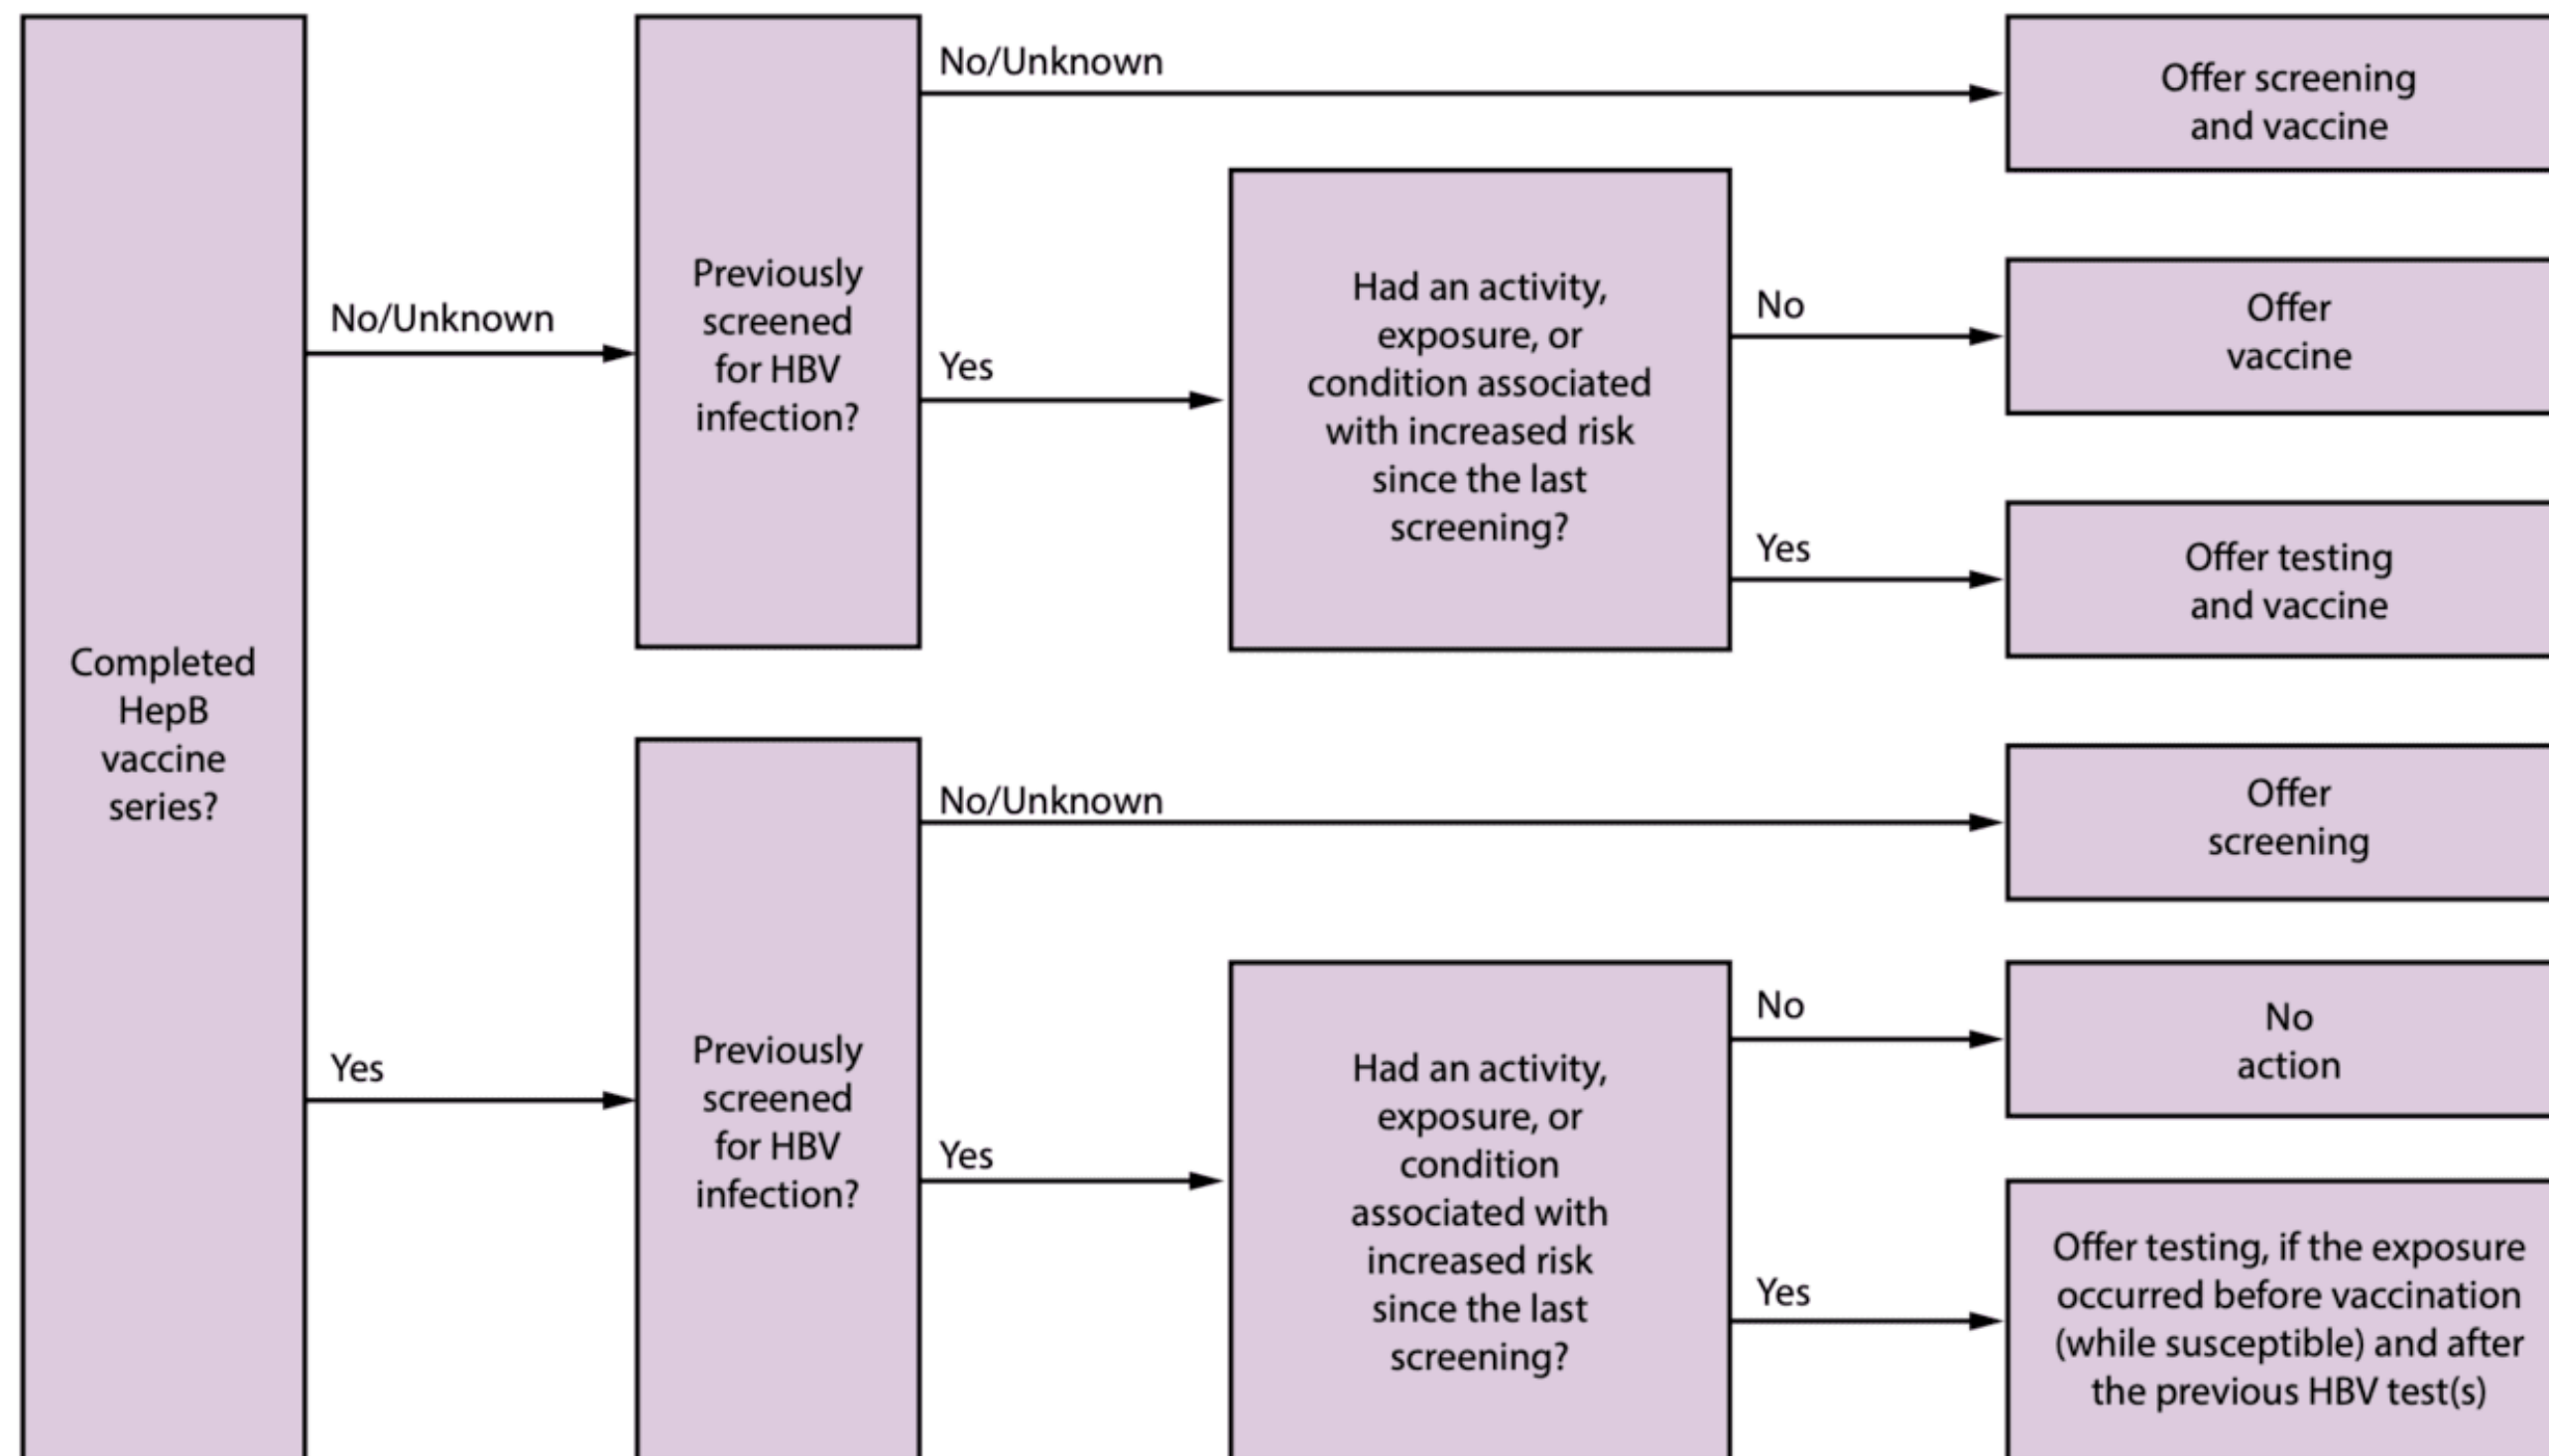 Completed
HepB
vaccine
series?
No/Unknown
Previously
screened
for HBV
infection?
No/Unknown
Offer screening
and vaccine
Yes
Had an activity,
exposure, or
condition associated
with increased risk
since the last
screening?
No
Offer
vaccine
Yes
Offer testing
and vaccine
Yes
Previously
screened
for HBV
infection?
No/Unknown
Offer
screening
Yes
Had an activity,
exposure, or
condition
associated with
increased risk
since the last
screening?
No
No
action
Yes
Offer testing, if the exposure
occurred before vaccination
(while susceptible) and after
the previous HBV test(s)